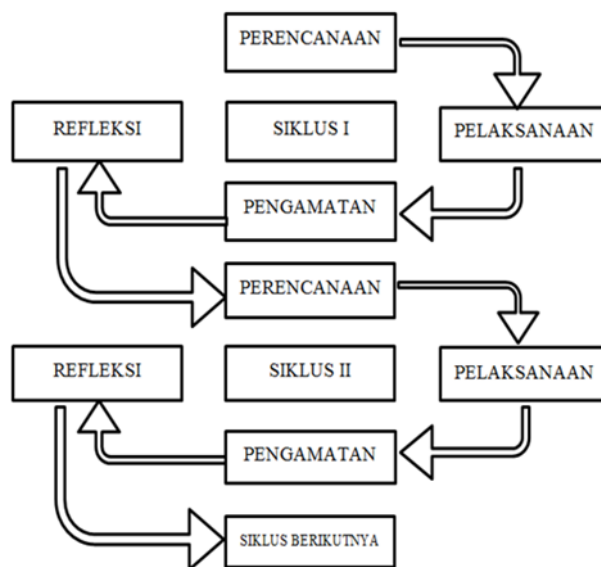 PERENCANAAN
REFLEKSI
SIKLUS I
PELAKSANAAN
PENGAMATAN
PERENCANAAN
REFLEKSI
SIKLUS II
PELAKSANAAN
PENGAMATAN
SIKLUS BERIKUTNYA